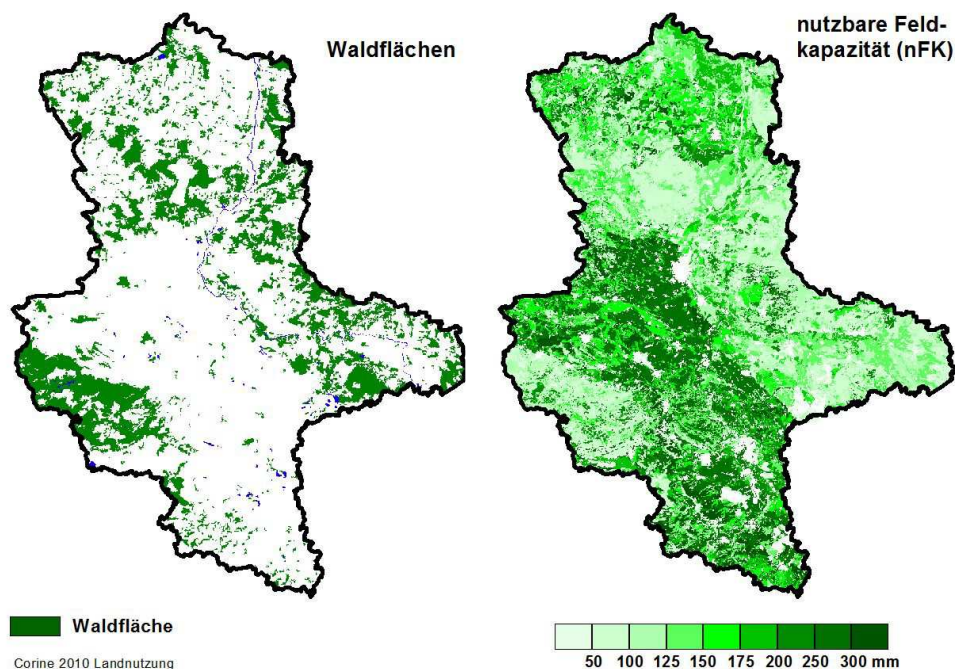 Waldflächen
nutzbare Feld-
kapazität (nFK)
Waldfläche
Corine 2010 Landnutzung
50 100 125 150 175 200 250 300 mm